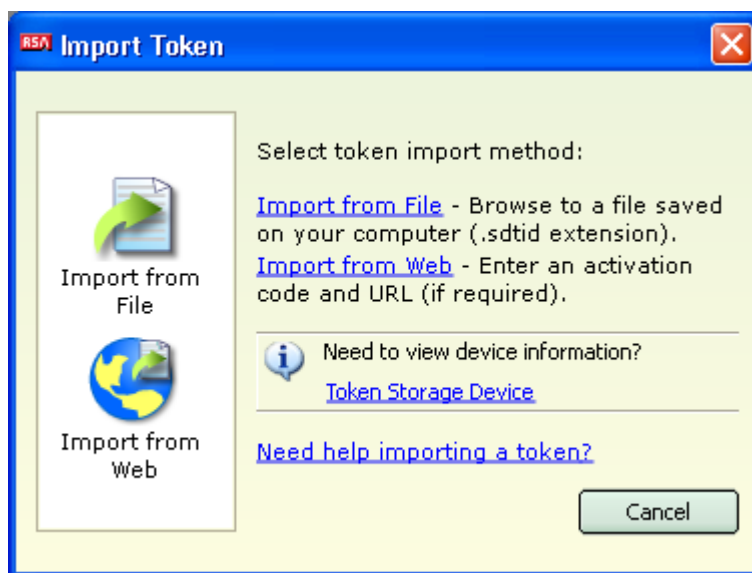 RSA Import Token
Select token import method:
Import from File - Browse to a file saved
on your computer (.sdtid extension).
Import from Web - Enter an activation
code and URL (if required).
Import from
File
Import from
Web
Need to view device information?
Token Storage Device
Need help importing a token?
Cancel